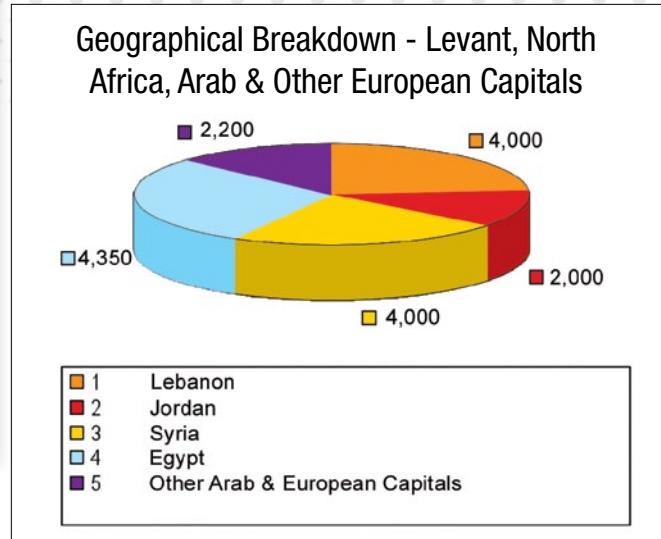 Geographical Breakdown - Levant, North
Africa, Arab & Other European Capitals
2,200
4,000
4,350
2,000
4,000
1 Lebanon
2 Jordan
3 Syria
4 Egypt
5 Other Arab & European Capitals